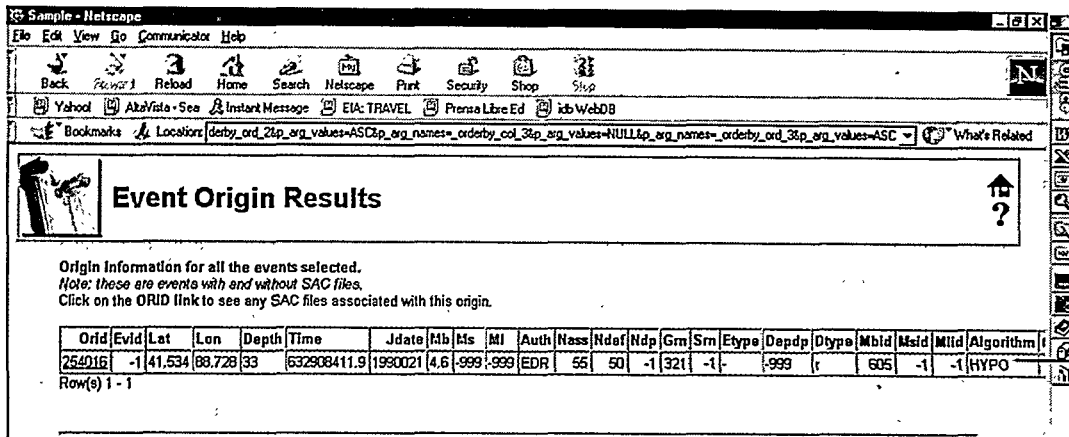 Sample - Netscape
File Edit View Go Communicator Help
Back Forward Reload Home Search Netscape Print Security Shop Stop
Yahoo! AltaVista - Sea Instant Message EIA: TRAVEL Prensa Libre Ed idb WebDB
Bookmarks Location: derby_ord_2&p_arg_values=ASC&p_arg_names=_orderby_col_3&p_arg_values=NULL&p_arg_names=_orderby_ord_3&p_arg_values=ASC What's Related
N
Event Origin Results
?
Origin Information for all the events selected.
Note: these are events with and without SAC files.
Click on the ORID link to see any SAC files associated with this origin.
Orid Evid Lat Lon Depth Time Jdate Mb Ms Ml Auth Nass Ndef Ndp Grn Srn Etype Depdp Dtype Mbid Msid Mlid Algorithm
254016 -1 41,534 88,728 33 632908411.9 1990021 4,6 -999 -999 EDR 55 50 -1 321 -1 - -999 r 605 -1 -1 HYPO
Row(s) 1 - 1